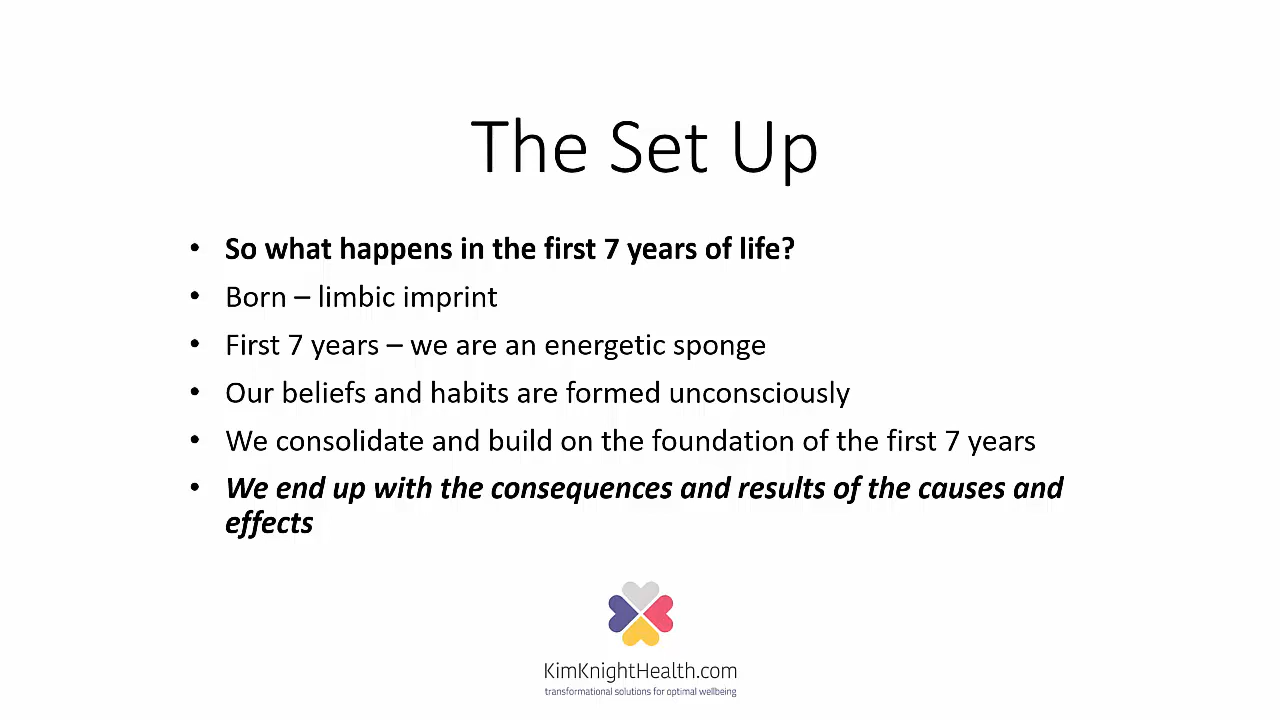 The Set Up
• So what happens in the first 7 years of life?
• Born – limbic imprint
• First 7 years – we are an energetic sponge
• Our beliefs and habits are formed unconsciously
• We consolidate and build on the foundation of the first 7 years
• We end up with the consequences and results of the causes and
effects
KimKnightHealth.com
transformational solutions for optimal wellbeing